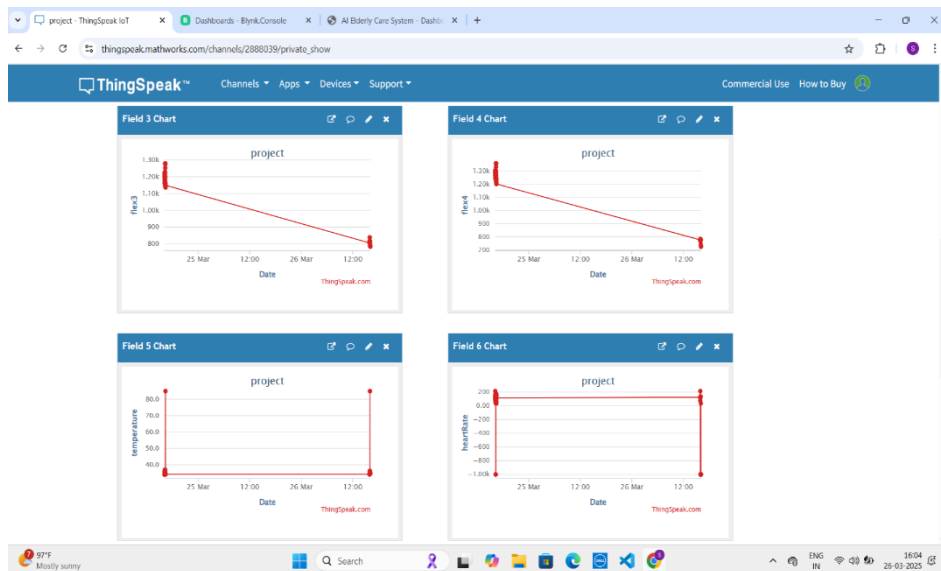 project - ThingSpeak IoT
Dashboards - Blynk.Console
AI Elderly Care System - Dashb
thingspeak.mathworks.com/channels/2888039/private_show
S
ThingSpeak™
Channels Apps Devices Support
Commercial Use How to Buy
Field 3 Chart
project
1.30k
1.20k
1.10k
1.00k
900
800
flex3
25 Mar 12:00 26 Mar 12:00
Date
ThingSpeak.com
Field 4 Chart
project
1.20k
1.20k
1.10k
1.00k
900
800
700
flex4
25 Mar 12:00 26 Mar 12:00
Date
ThingSpeak.com
Field 5 Chart
project
80.0
70.0
60.0
50.0
40.0
temperature
25 Mar 12:00 26 Mar 12:00
Date
ThingSpeak.com
Field 6 Chart
project
200
0.00
-200
-400
-600
-800
-1.00k
heartRate
25 Mar 12:00 26 Mar 12:00
Date
ThingSpeak.com
7
97°F
Mostly sunny
Search
ENG
IN
16:04
26-03-2025